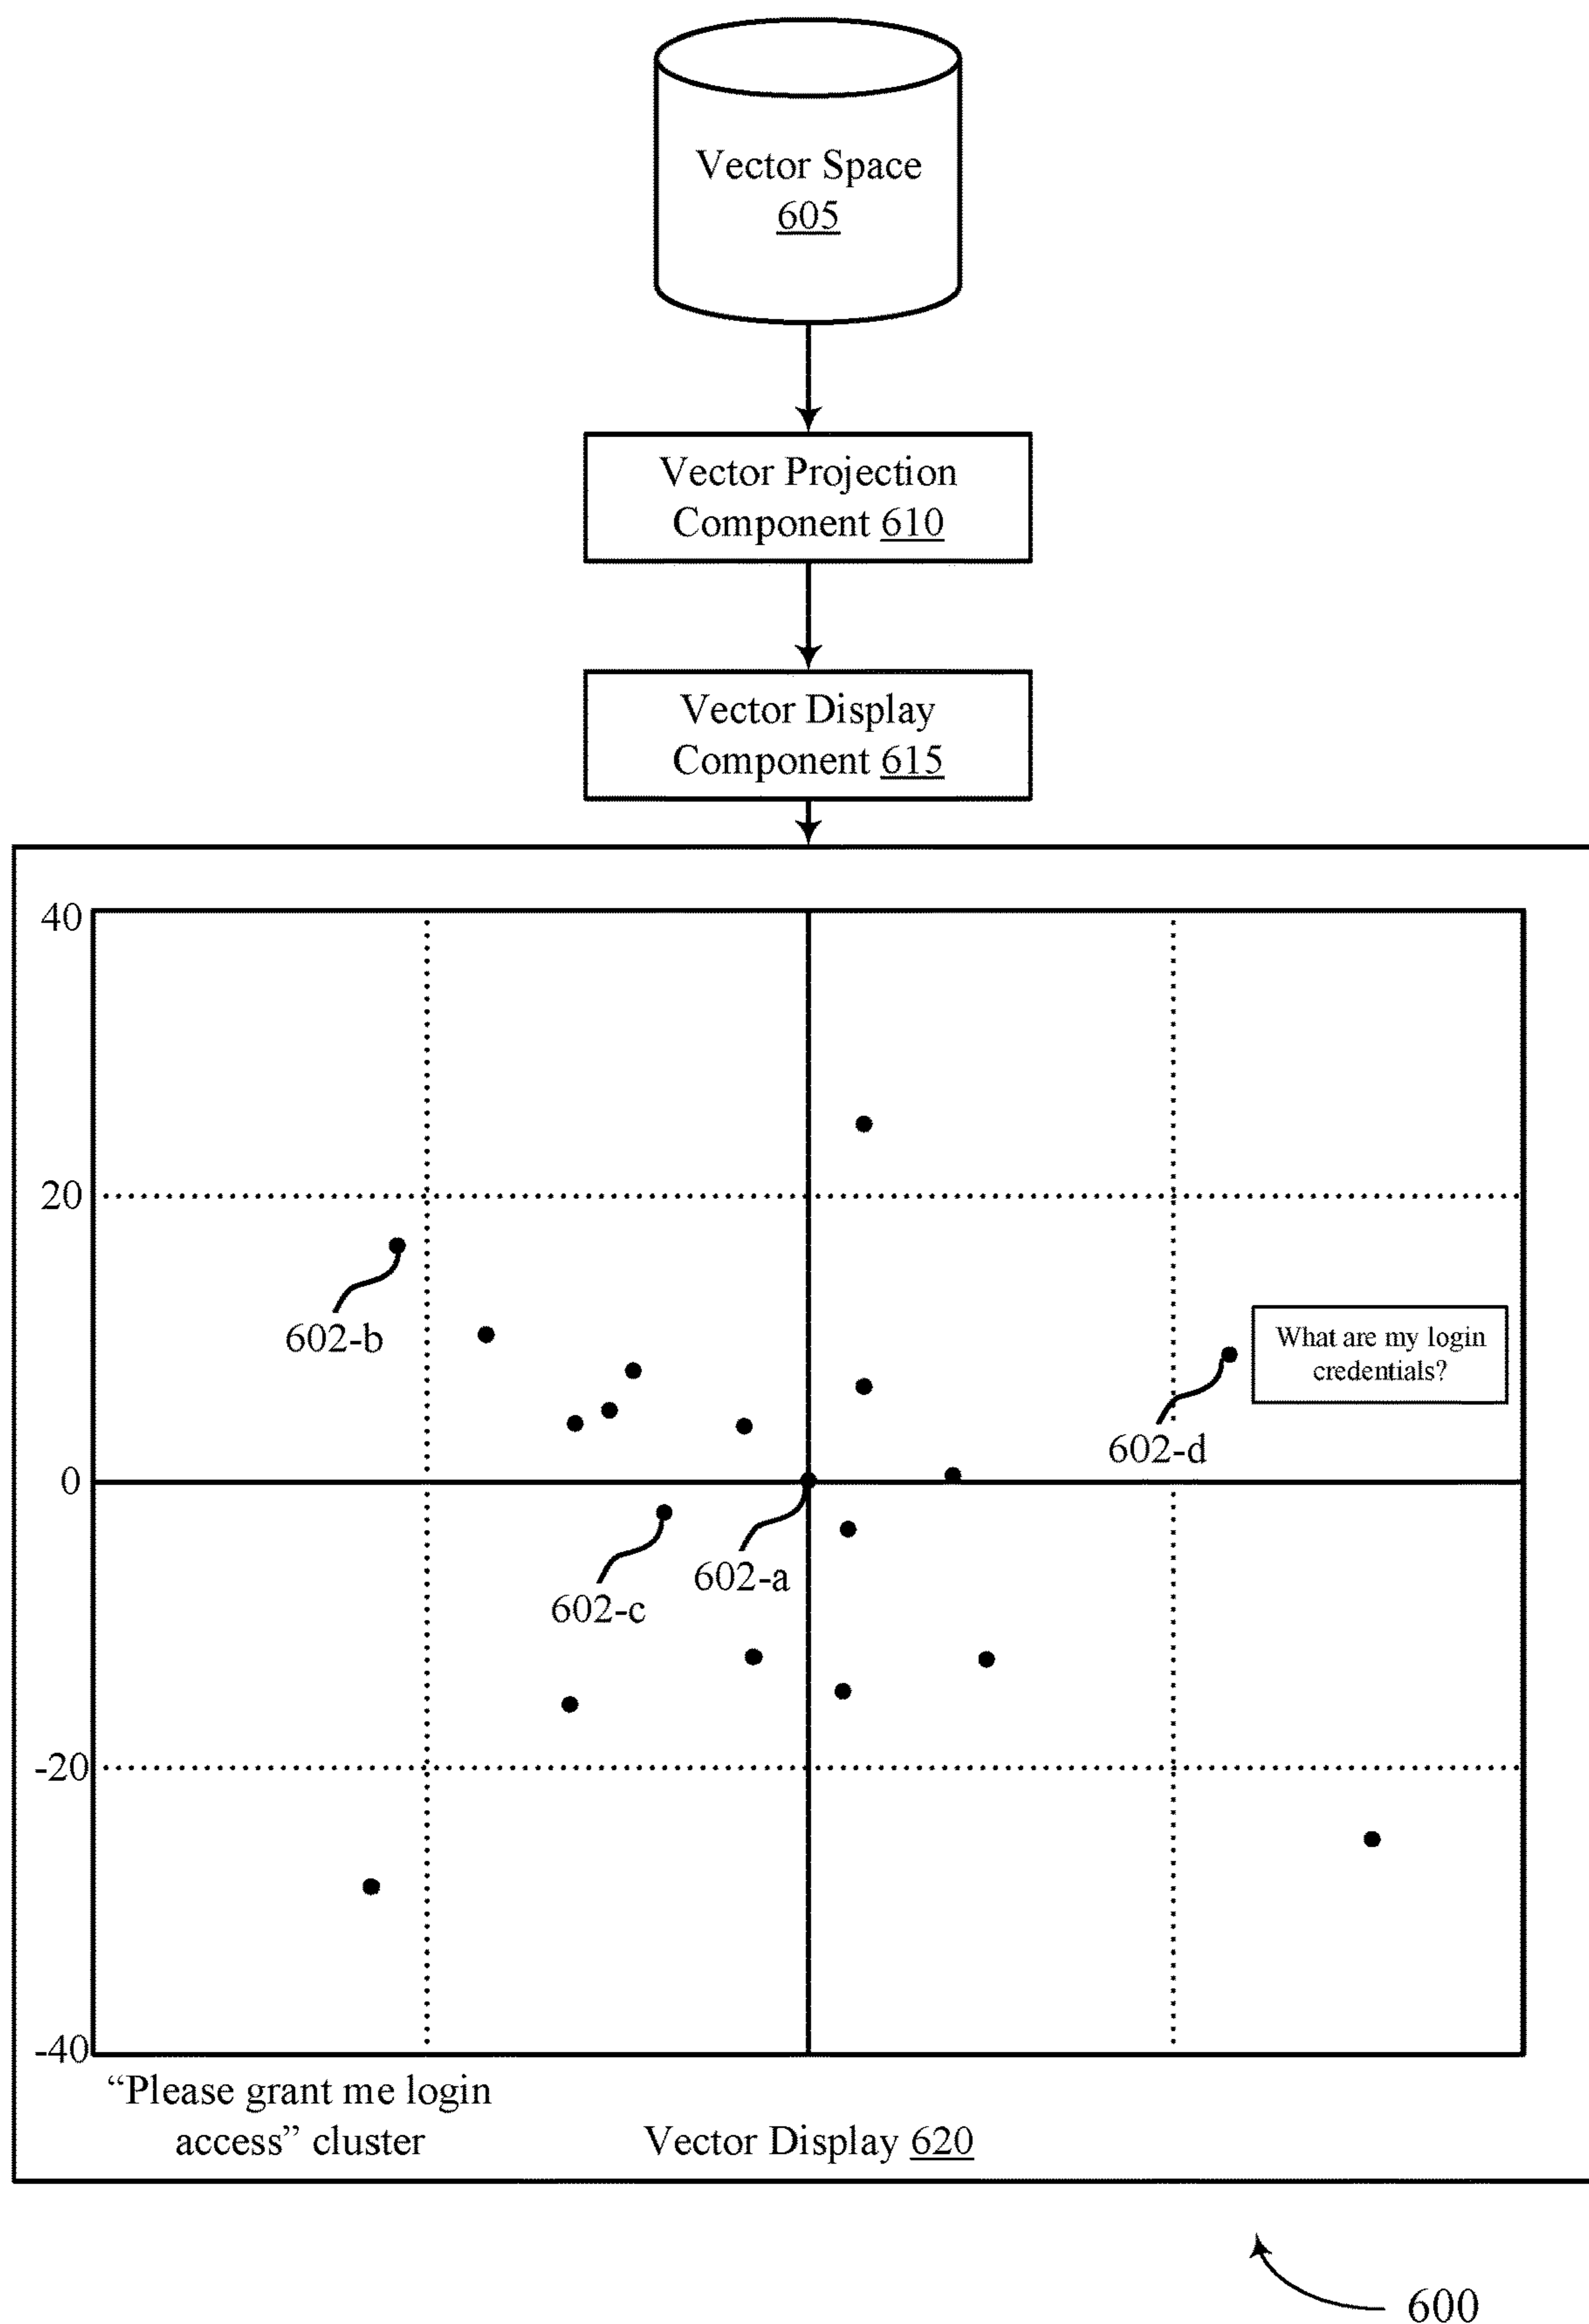 Vector Space
605
Vector Projection
Component 610
Vector Display
Component 615
40
20
602-b
What are my login
credentials?
602-d
0
602-a
602-c
-20
-40
“Please grant me login
access” cluster
Vector Display 620
600